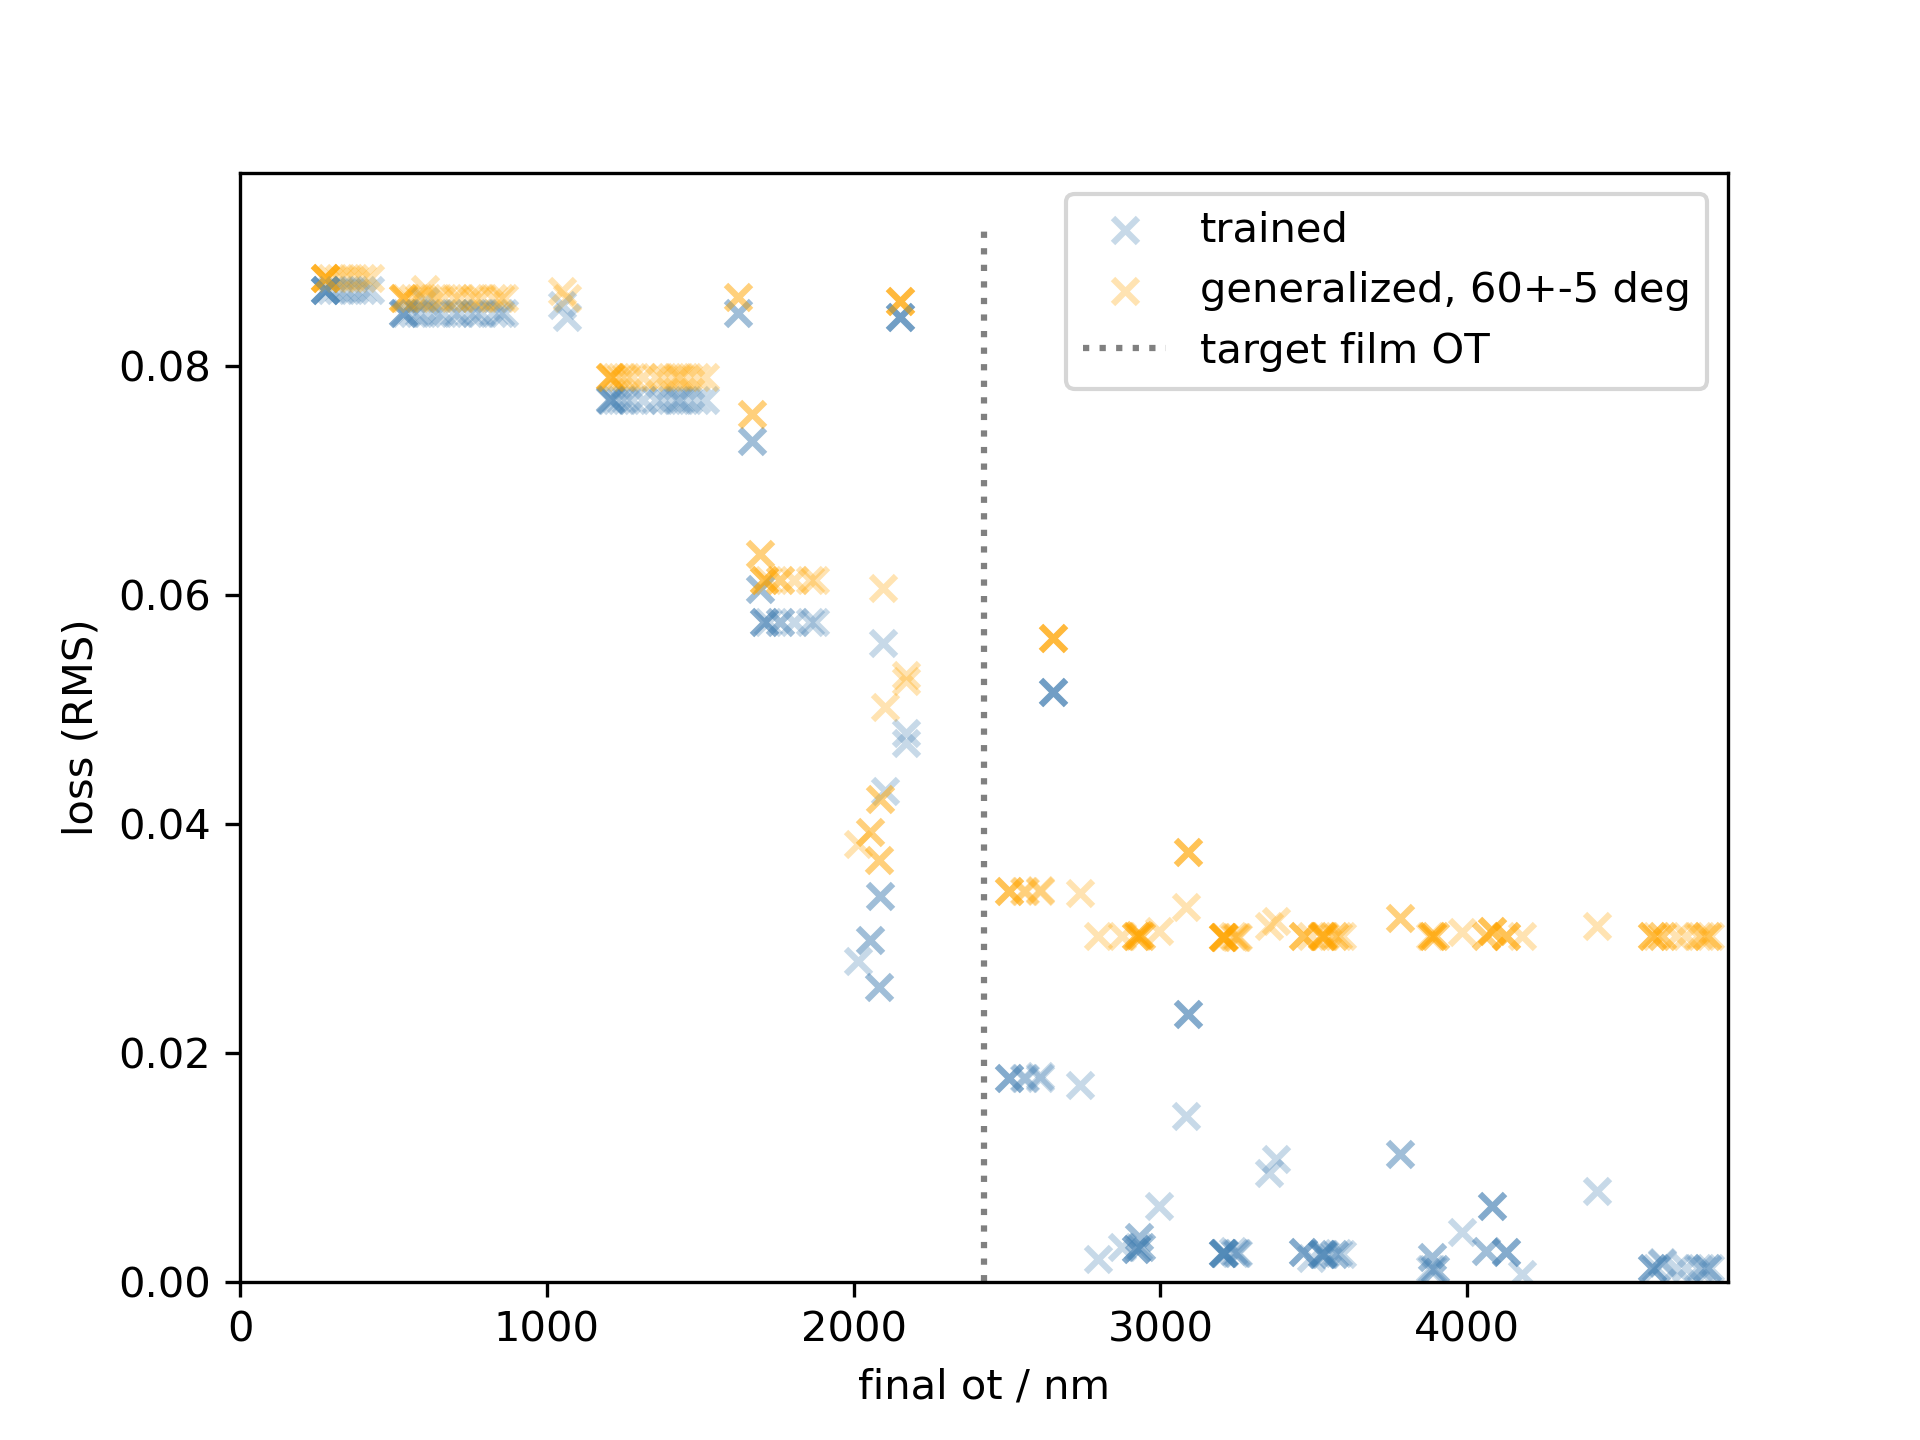 trained
generalized, 60+-5 deg
target film OT
0.08
0.06
0.04
0.02
0.00
loss (RMS)
0
1000
2000
3000
4000
final ot / nm